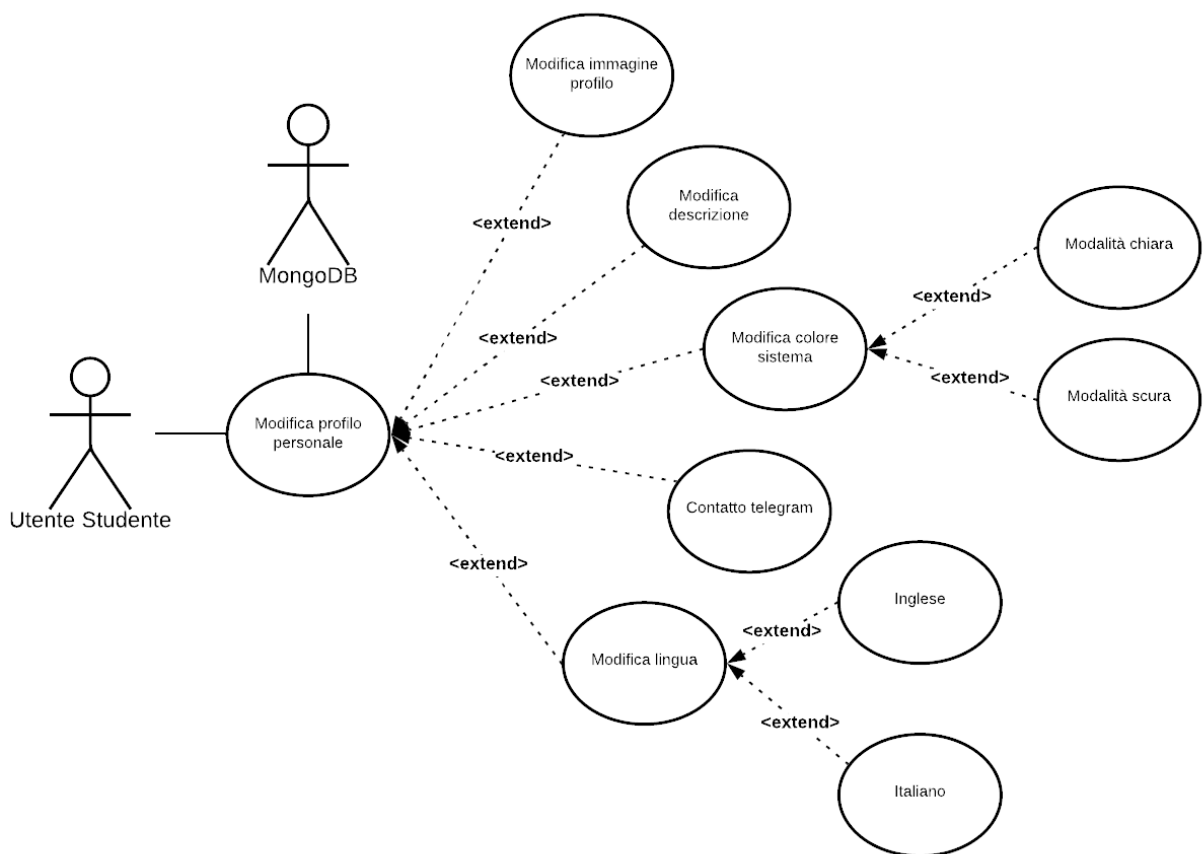 Modifica immagine
profilo
Modifica
descrizione
<extend>
MongoDB
Modalità chiara
<extend>
Modifica colore
sistema
<extend>
<extend>
<extend>
Modalità scura
Modifica profilo
personale
<extend>
Utente Studente
Contatto telegram
<extend>
Inglese
<extend>
Modifica lingua
<extend>
Italiano